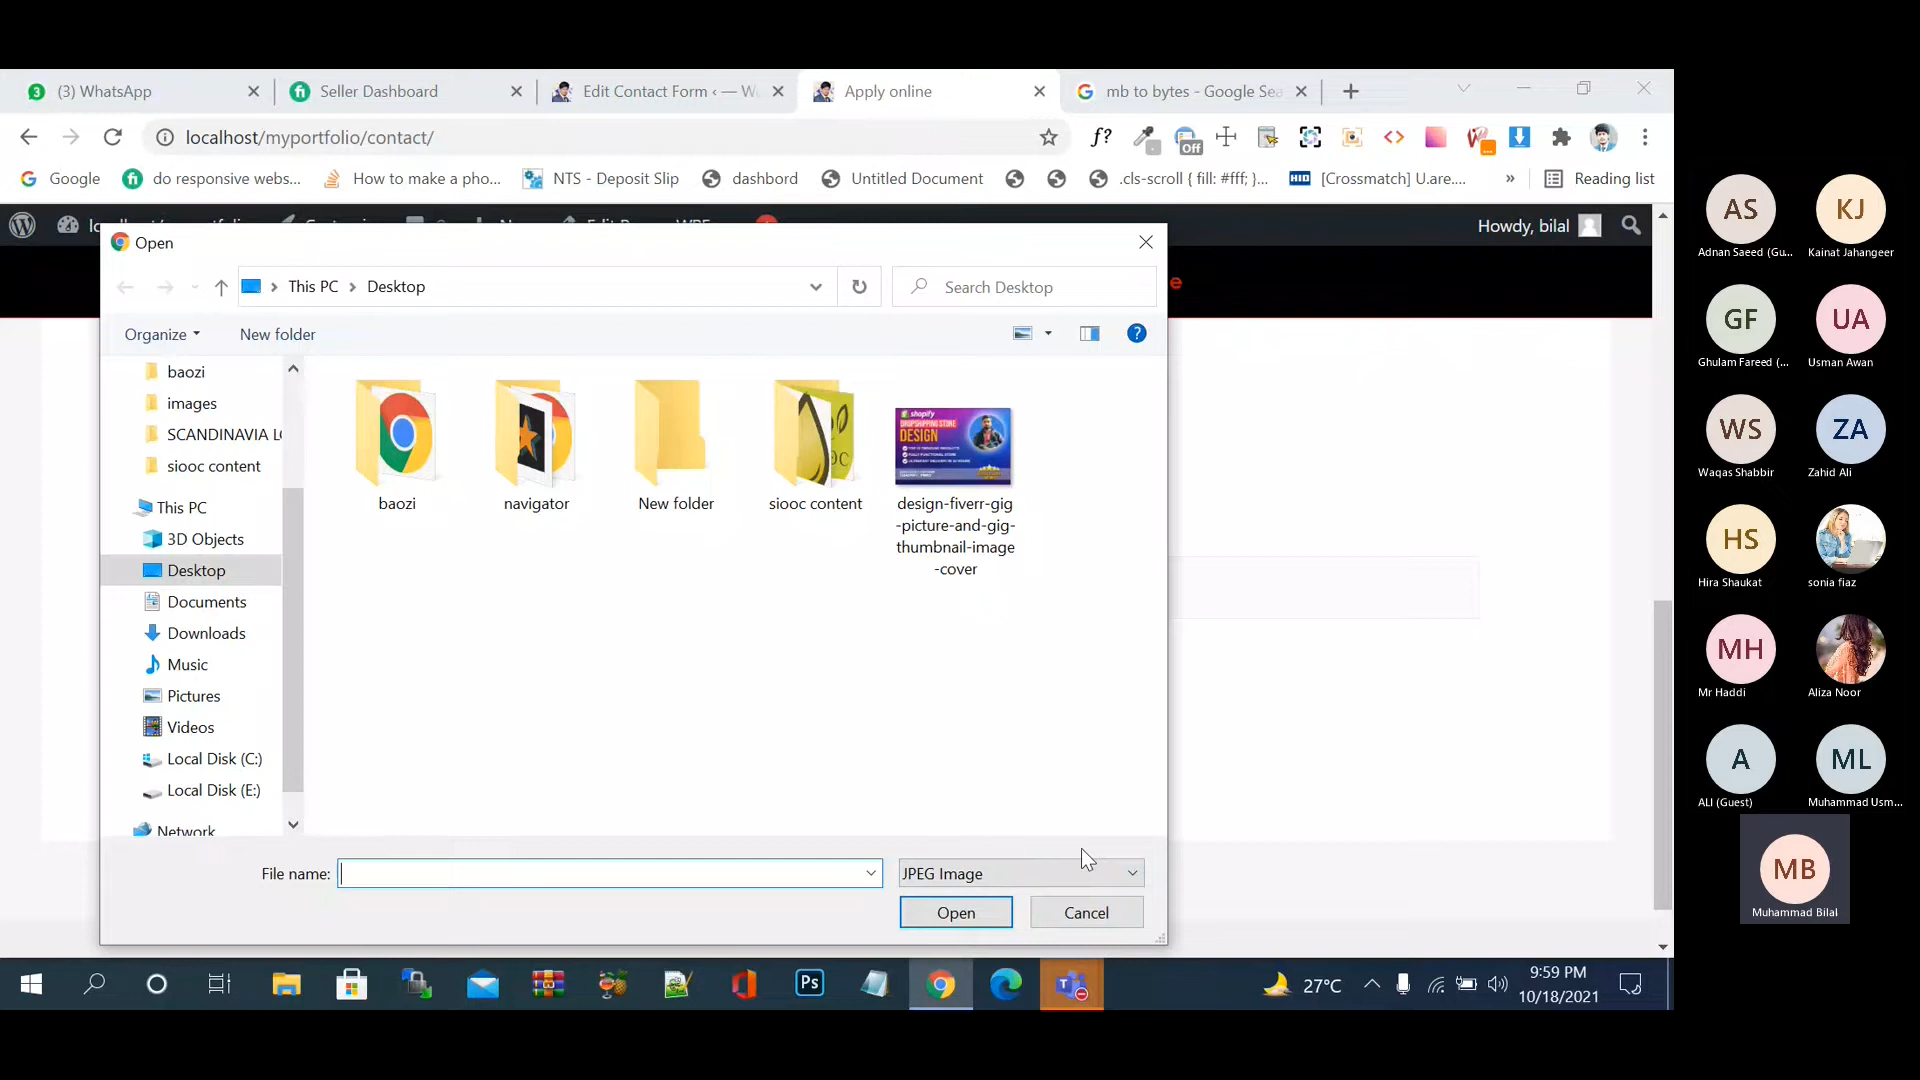 (3) WhatsApp
Seller Dashboard
Edit Contact Form ‹ — W
Apply online
mb to bytes - Google Sea
localhost/myportfolio/contact/
f?
Off
Google
do responsive webs...
How to make a pho...
NTS - Deposit Slip
dashbord
Untitled Document
.cls-scroll { fill: #fff; }...
HID
[Crossmatch] U.are....
»
Reading list
Howdy, bilal
e
Open
This PC
Desktop
Search Desktop
Organize
New folder
baozi
images
SCANDINAVIA L
siooc content
This PC
3D Objects
Desktop
Documents
Downloads
Music
Pictures
Videos
Local Disk (C:)
Local Disk (E:)
Network
baozi
navigator
New folder
siooc content
shopify
DROPSHIPPING STORE
DESIGN
design-fiverr-gig
-picture-and-gig-
thumbnail-image
-cover
File name:
JPEG Image
Open
Cancel
Ps
27°C
9:59 PM
10/18/2021
AS
Adnan Saeed (Gu...
KJ
Kainat Jahangeer
GF
Ghulam Fareed (...
UA
Usman Awan
WS
Waqas Shabbir
ZA
Zahid Ali
HS
Hira Shaukat
sonia fiaz
MH
Mr Haddi
Aliza Noor
A
ALI (Guest)
ML
Muhammad Usm...
MB
Muhammad Bilal